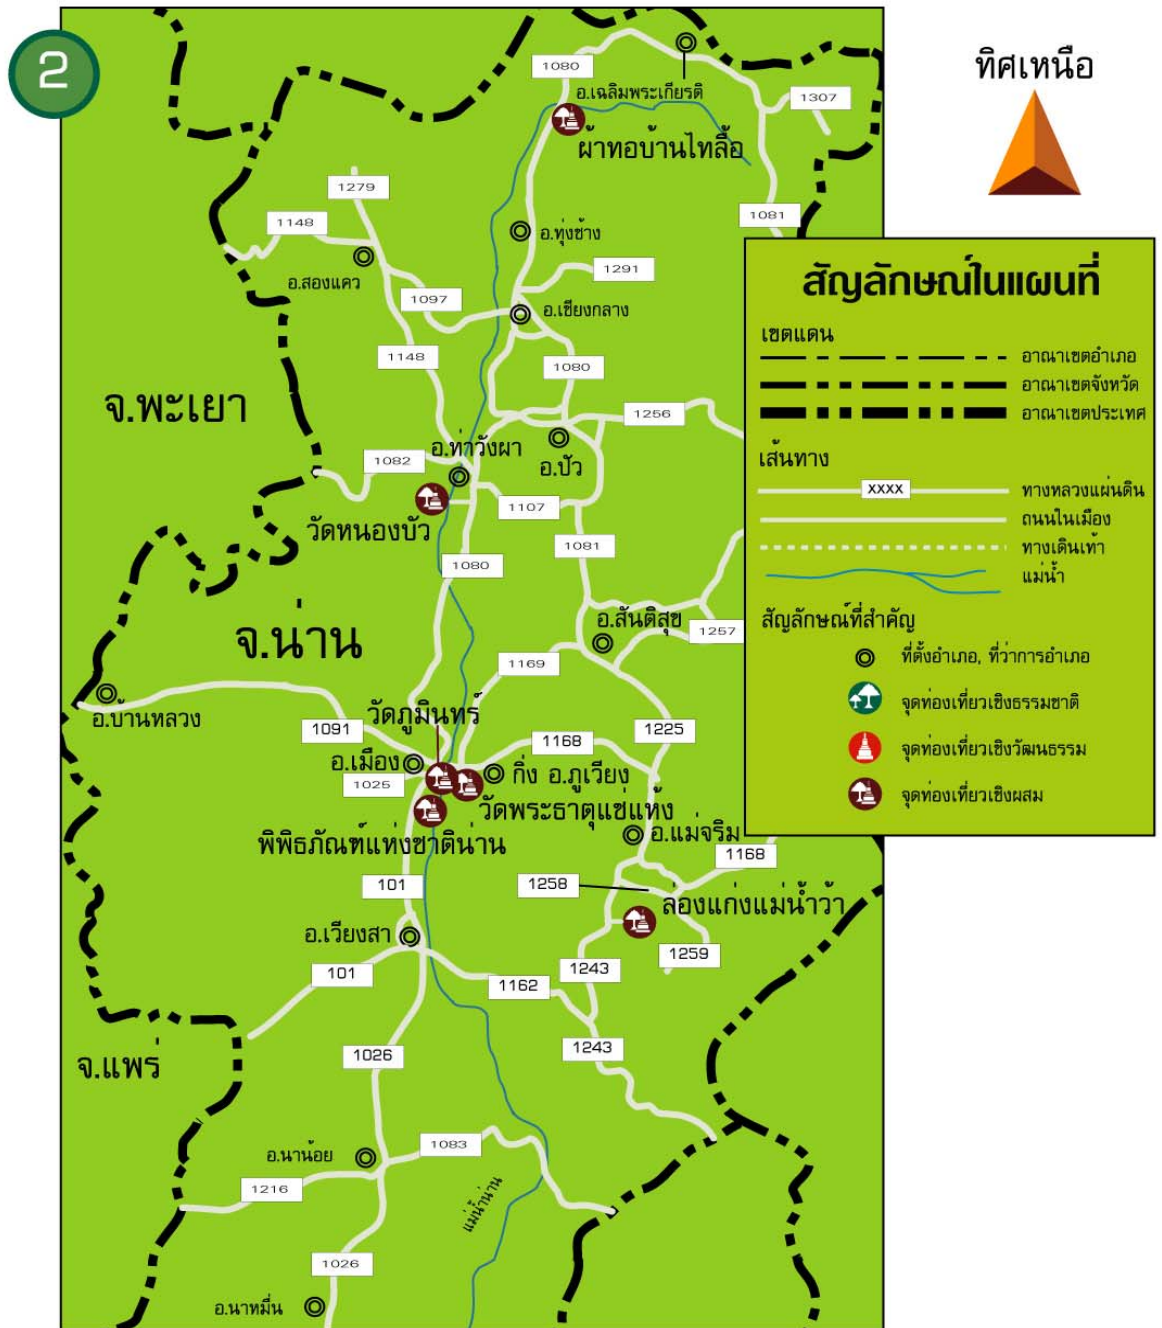 2
ทิศเหนือ
1080
อ.เฉลิมพระเกียรติ
1307
ผ้าทอบ้านไทลื้อ
1279
1148
1081
อ.ทุ่งช้าง
อ.สองแคว
1291
1097
อ.เชียงกลาง
1148
1080
จ.พะเยา
1256
อ.ท่าวังผา
1082
อ.ปัว
วัดหนองบัว
1107
1081
1080
จ.น่าน
อ.สันติสุข
1257
1169
อ.บ้านหลวง
วัดภูมินทร์
1091
1168
1225
อ.เมือง
กิ่ง อ.ภูเวียง
1025
วัดพระธาตุแช่แห้ง
พิพิธภัณฑ์แห่งชาติน่าน
อ.แม่จริม
1168
101
1258
ล่องแก่งแม่น้ำว้า
อ.เวียงสา
1259
101
1243
1162
จ.แพร่
1026
1243
อ.นาน้อย
1083
1216
แม่น้ำน่าน
1026
อ.นาหมื่น
สัญลักษณ์ในแผนที่
เขตแดน
อาณาเขตอำเภอ
อาณาเขตจังหวัด
อาณาเขตประเทศ
เส้นทาง
XXXX
ทางหลวงแผ่นดิน
ถนนในเมือง
ทางเดินเท้า
แม่น้ำ
สัญลักษณ์ที่สำคัญ
ที่ตั้งอำเภอ, ที่ว่าการอำเภอ
จุดท่องเที่ยวเชิงธรรมชาติ
จุดท่องเที่ยวเชิงวัฒนธรรม
จุดท่องเที่ยวเชิงผสม